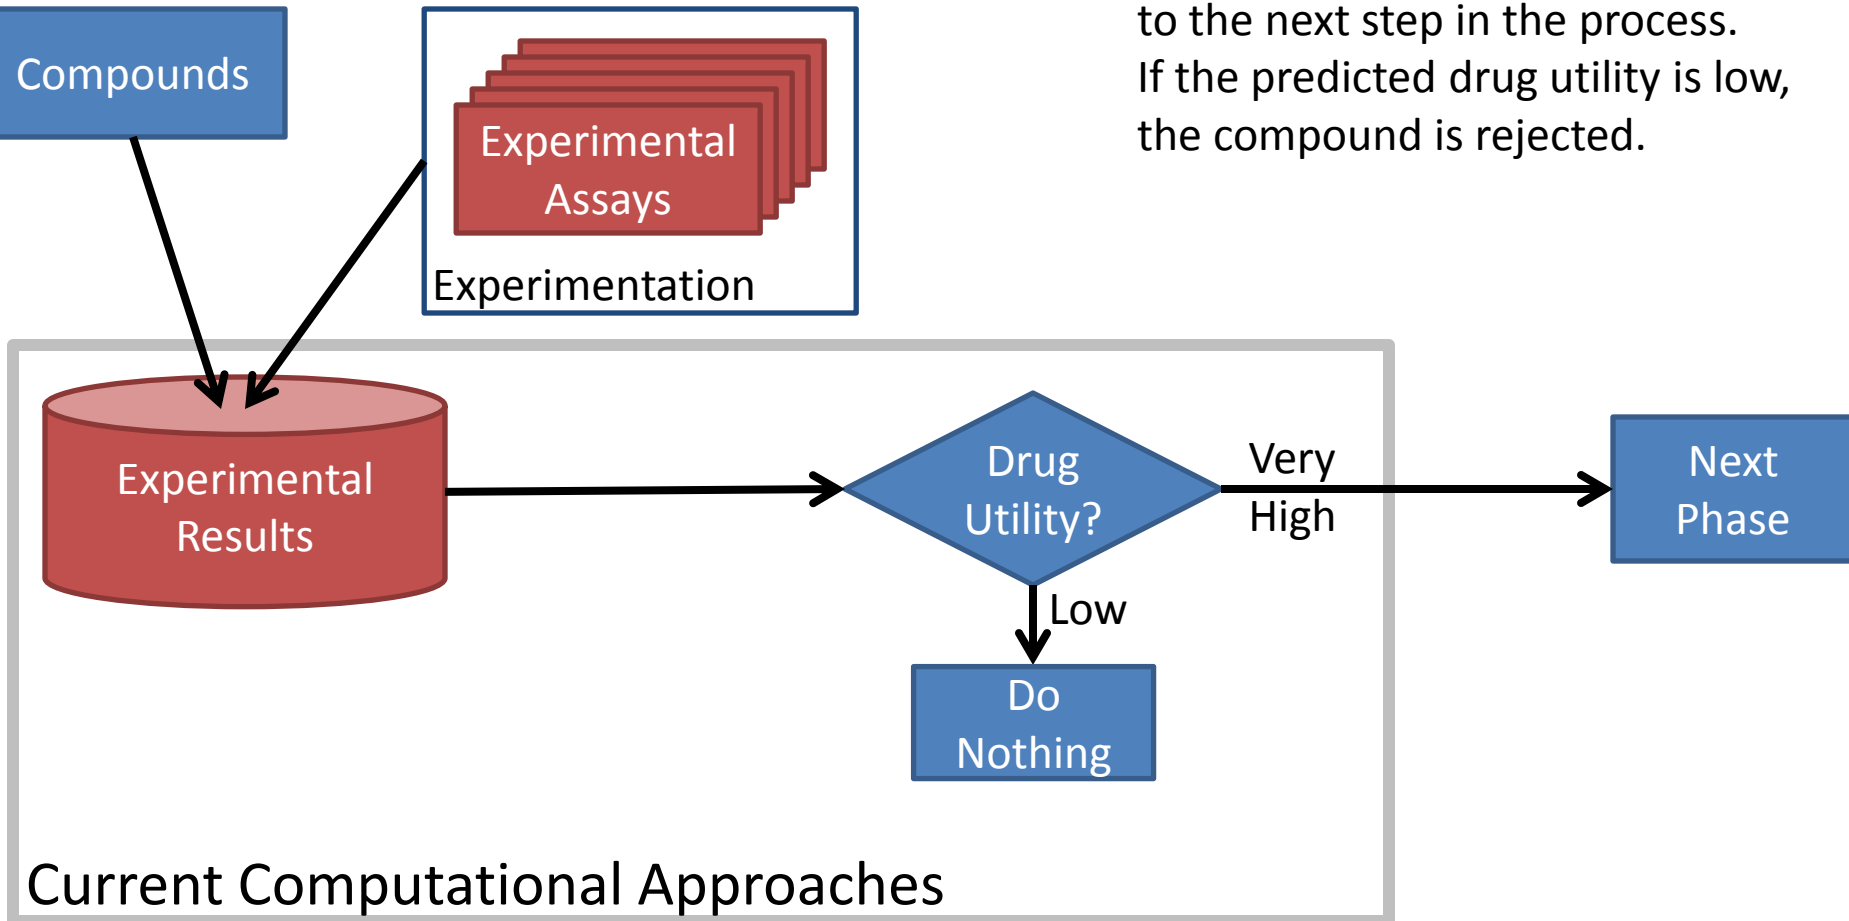 to the next step in the process.
If the predicted drug utility is low,
the compound is rejected.
Compounds
Experimental
Assays
Experimentation
Experimental
Results
Drug
Utility?
Very
High
Next
Phase
Low
Do
Nothing
Current Computational Approaches